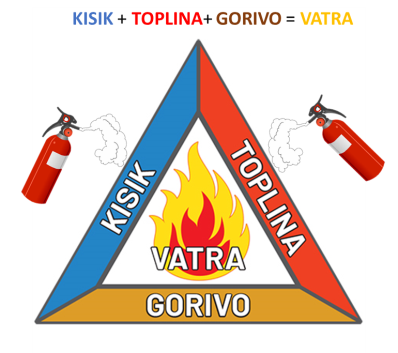 KISIK + TOPLINA+ GORIVO = VATRA
KISIK
TOPLINA
VATRA
GORIVO